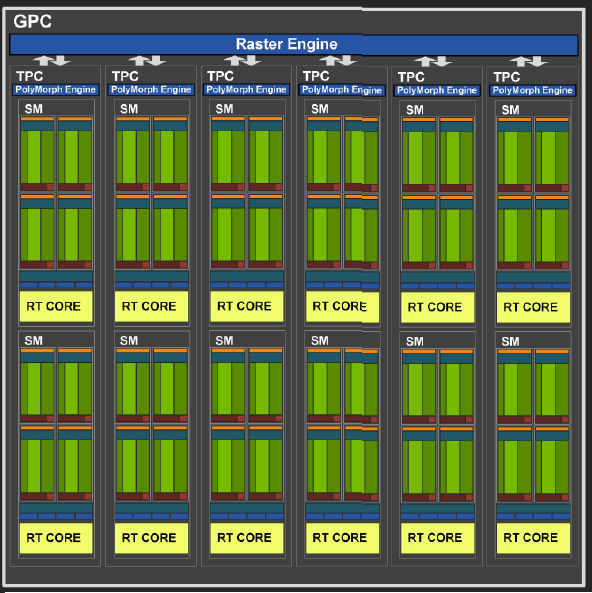 GPC
Raster Engine
TPC TPC TPC TPC TPC TPC
PolyMorph Engine PolyMorph Engine PolyMorph Engine PolyMorph Engine PolyMorph Engine PolyMorph Engine
SM SM SM SM SM SM
RT CORE RT CORE RT CORE RT CORE RT CORE RT CORE
SM SM SM SM SM SM
RT CORE RT CORE RT CORE RT CORE RT CORE RT CORE